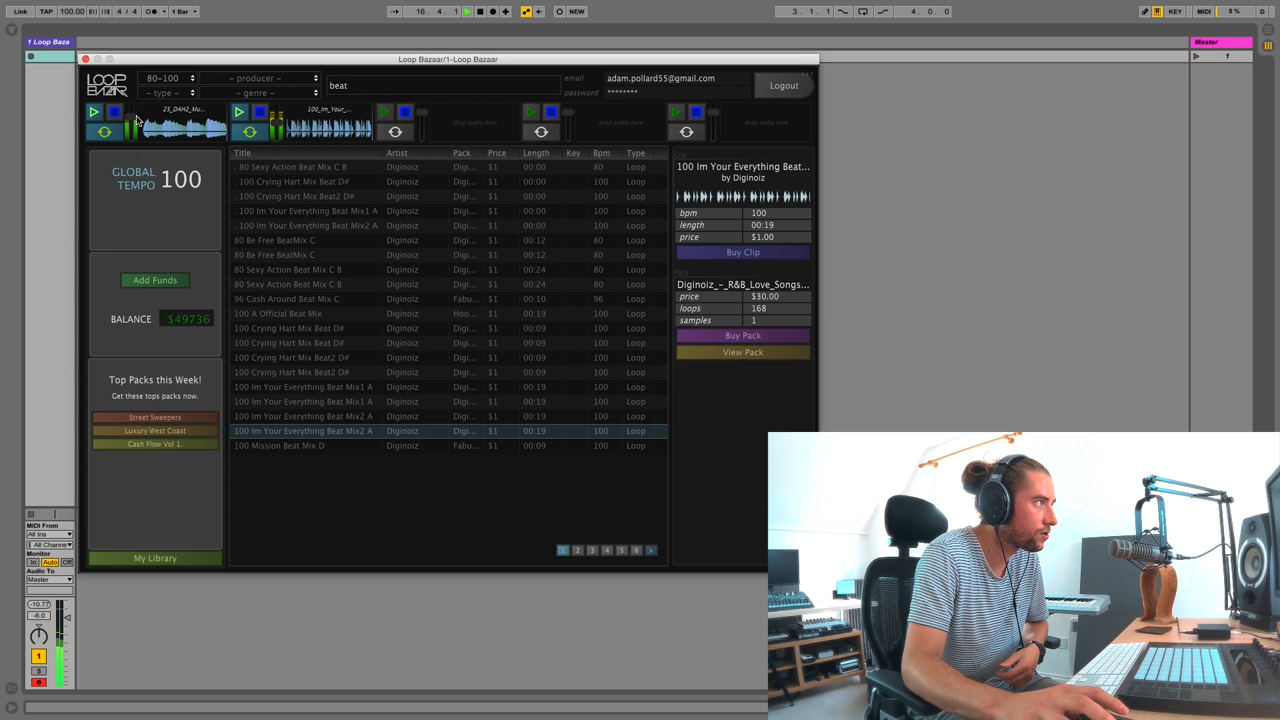 Link TAP 100.00 4 / 4 1 Bar 16. 4. 1 NEW 3. 1. 1 4. 0. 0 KEY MIDI 5 % D
1 Loop Baza
Master
Loop Bazaar/1-Loop Bazaar
LOOP BAZAR
80-100
- producer -
- type -
- genre -
beat
email adam.pollard55@gmail.com
password ********
Logout
25_DAH2_Mu...
100_Im_Your_...
drop audio here
drop audio here
drop audio here
GLOBAL TEMPO 100
Add Funds
BALANCE $49736
Top Packs this Week!
Get these tops packs now.
Street Sweepers
Luxury West Coast
Cash Flow Vol 1.
My Library
Title Artist Pack Price Length Key Bpm Type
. 80 Sexy Action Beat Mix C B Diginoiz Digi... $1 00:00 80 Loop
. 100 Crying Hart Mix Beat D# Diginoiz Digi... $1 00:00 100 Loop
. 100 Crying Hart Mix Beat2 D# Diginoiz Digi... $1 00:00 100 Loop
. 100 Im Your Everything Beat Mix1 A Diginoiz Digi... $1 00:00 100 Loop
. 100 Im Your Everything Beat Mix2 A Diginoiz Digi... $1 00:00 100 Loop
80 Be Free BeatMix C Diginoiz Digi... $1 00:12 80 Loop
80 Be Free BeatMix C Diginoiz Digi... $1 00:12 80 Loop
80 Sexy Action Beat Mix C B Diginoiz Digi... $1 00:24 80 Loop
80 Sexy Action Beat Mix C B Diginoiz Digi... $1 00:24 80 Loop
96 Cash Around Beat Mix C Diginoiz Fabu... $1 00:10 96 Loop
100 A Official Beat Mix Diginoiz Hoo... $1 00:09 100 Loop
100 Crying Hart Mix Beat D# Diginoiz Digi... $1 00:09 100 Loop
100 Crying Hart Mix Beat D# Diginoiz Digi... $1 00:09 100 Loop
100 Crying Hart Mix Beat2 D# Diginoiz Digi... $1 00:09 100 Loop
100 Crying Hart Mix Beat2 D# Diginoiz Digi... $1 00:09 100 Loop
100 Im Your Everything Beat Mix1 A Diginoiz Digi... $1 00:19 100 Loop
100 Im Your Everything Beat Mix1 A Diginoiz Digi... $1 00:19 100 Loop
100 Im Your Everything Beat Mix2 A Diginoiz Digi... $1 00:19 100 Loop
100 Im Your Everything Beat Mix2 A Diginoiz Digi... $1 00:19 100 Loop
100 Mission Beat Mix D Diginoiz Fabu... $1 00:09 100 Loop
1 2 3 4 5 6 >
Clip
100 Im Your Everything Beat...
by Diginoiz
bpm 100
length 00:19
price $1.00
Buy Clip
Pack
Diginoiz_-_R&B_Love_Songs...
price $30.00
loops 168
samples 1
Buy Pack
View Pack
MIDI From
All Ins
All Channe
Monitor
In Auto Off
Audio To
Master
-10.77
-6.0
1
S